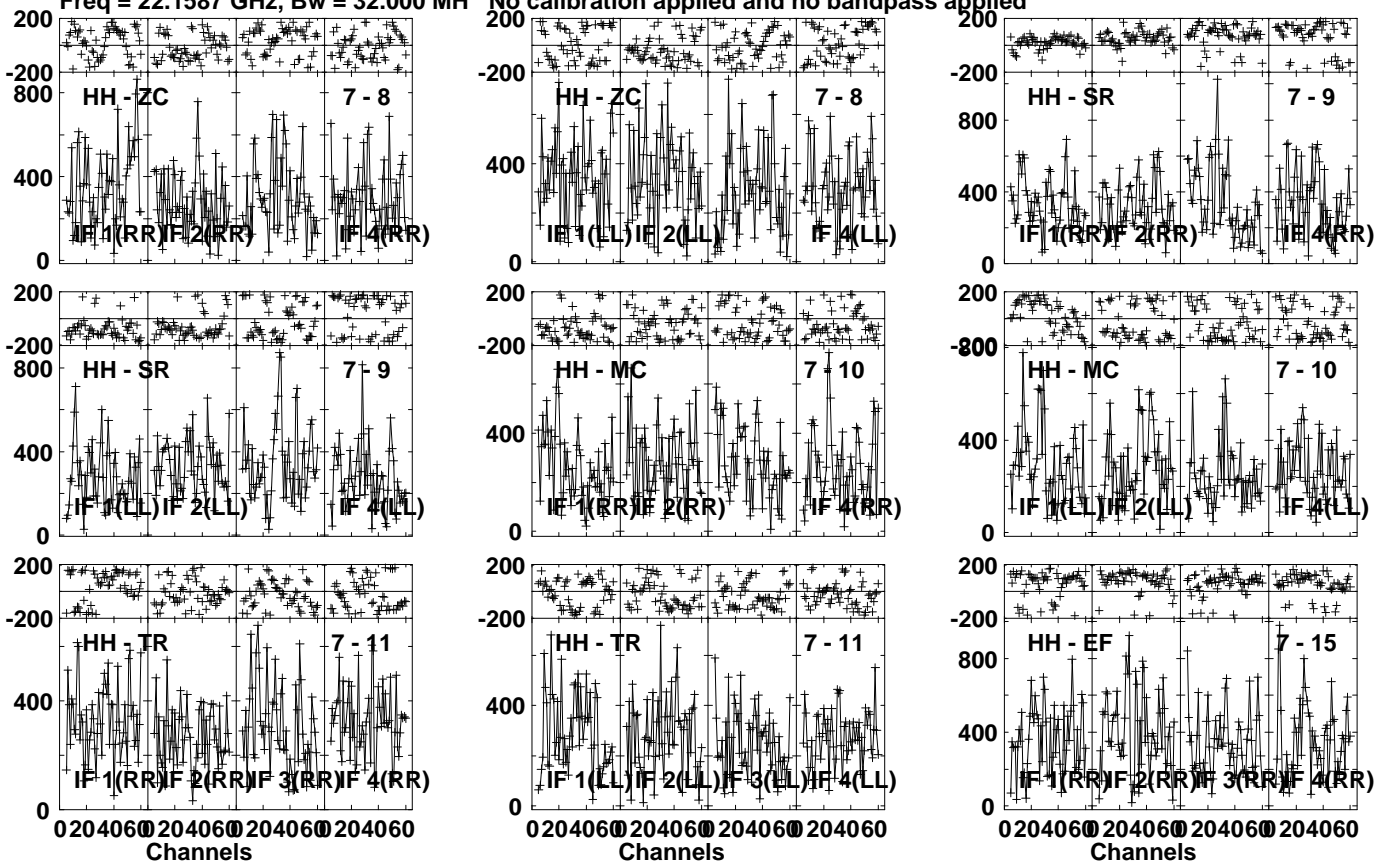 Freq = 22.1587 GHz, Bw = 32.000 MH No calibration applied and no bandpass applied
200
-200
800
400
0
HH - ZC 7 - 8
IF 1(RR) IF 2(RR) IF 4(RR)
200
-200
400
0
HH - ZC 7 - 8
IF 1(LL) IF 2(LL) IF 4(LL)
200
-200
800
400
0
HH - SR 7 - 9
IF 1(RR) IF 2(RR) IF 4(RR)
200
-200
800
400
0
HH - SR 7 - 9
IF 1(LL) IF 2(LL) IF 4(LL)
200
-200
400
0
HH - MC 7 - 10
IF 1(RR) IF 2(RR) IF 4(RR)
200
-200
800
400
0
HH - MC 7 - 10
IF 1(LL) IF 2(LL) IF 4(LL)
200
-200
400
0
HH - TR 7 - 11
IF 1(RR) IF 2(RR) IF 3(RR) IF 4(RR)
0 20 40 60 0 20 40 60 0 20 40 60 0 20 40 60
Channels
200
-200
400
0
HH - TR 7 - 11
IF 1(LL) IF 2(LL) IF 3(LL) IF 4(LL)
0 20 40 60 0 20 40 60 0 20 40 60 0 20 40 60
Channels
200
-200
800
400
0
HH - EF 7 - 15
IF 1(RR) IF 2(RR) IF 3(RR) IF 4(RR)
0 20 40 60 0 20 40 60 0 20 40 60 0 20 40 60
Channels